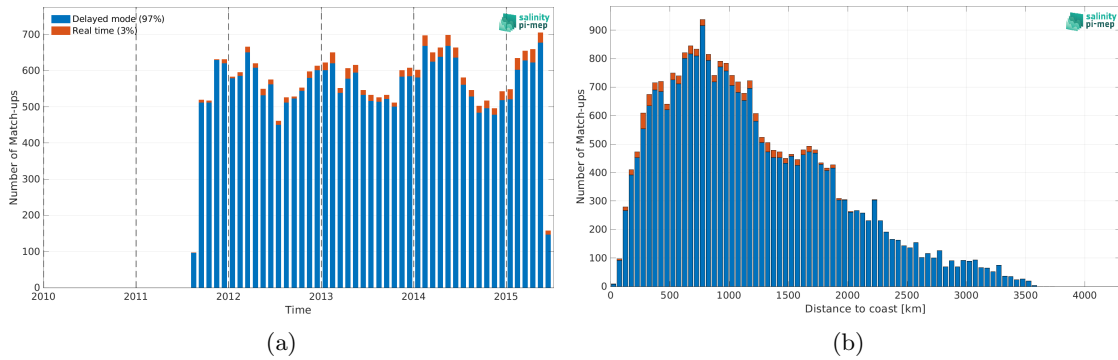 Delayed mode (97%)
Real time (3%)
salinity
pi-mep
Number of Match-ups
700
600
500
400
300
200
100
0
2010
2011
2012
2013
2014
2015
Time
(a)
salinity
pi-mep
Number of Match-ups
900
800
700
600
500
400
300
200
100
0
0
500
1000
1500
2000
2500
3000
3500
4000
Distance to coast [km]
(b)